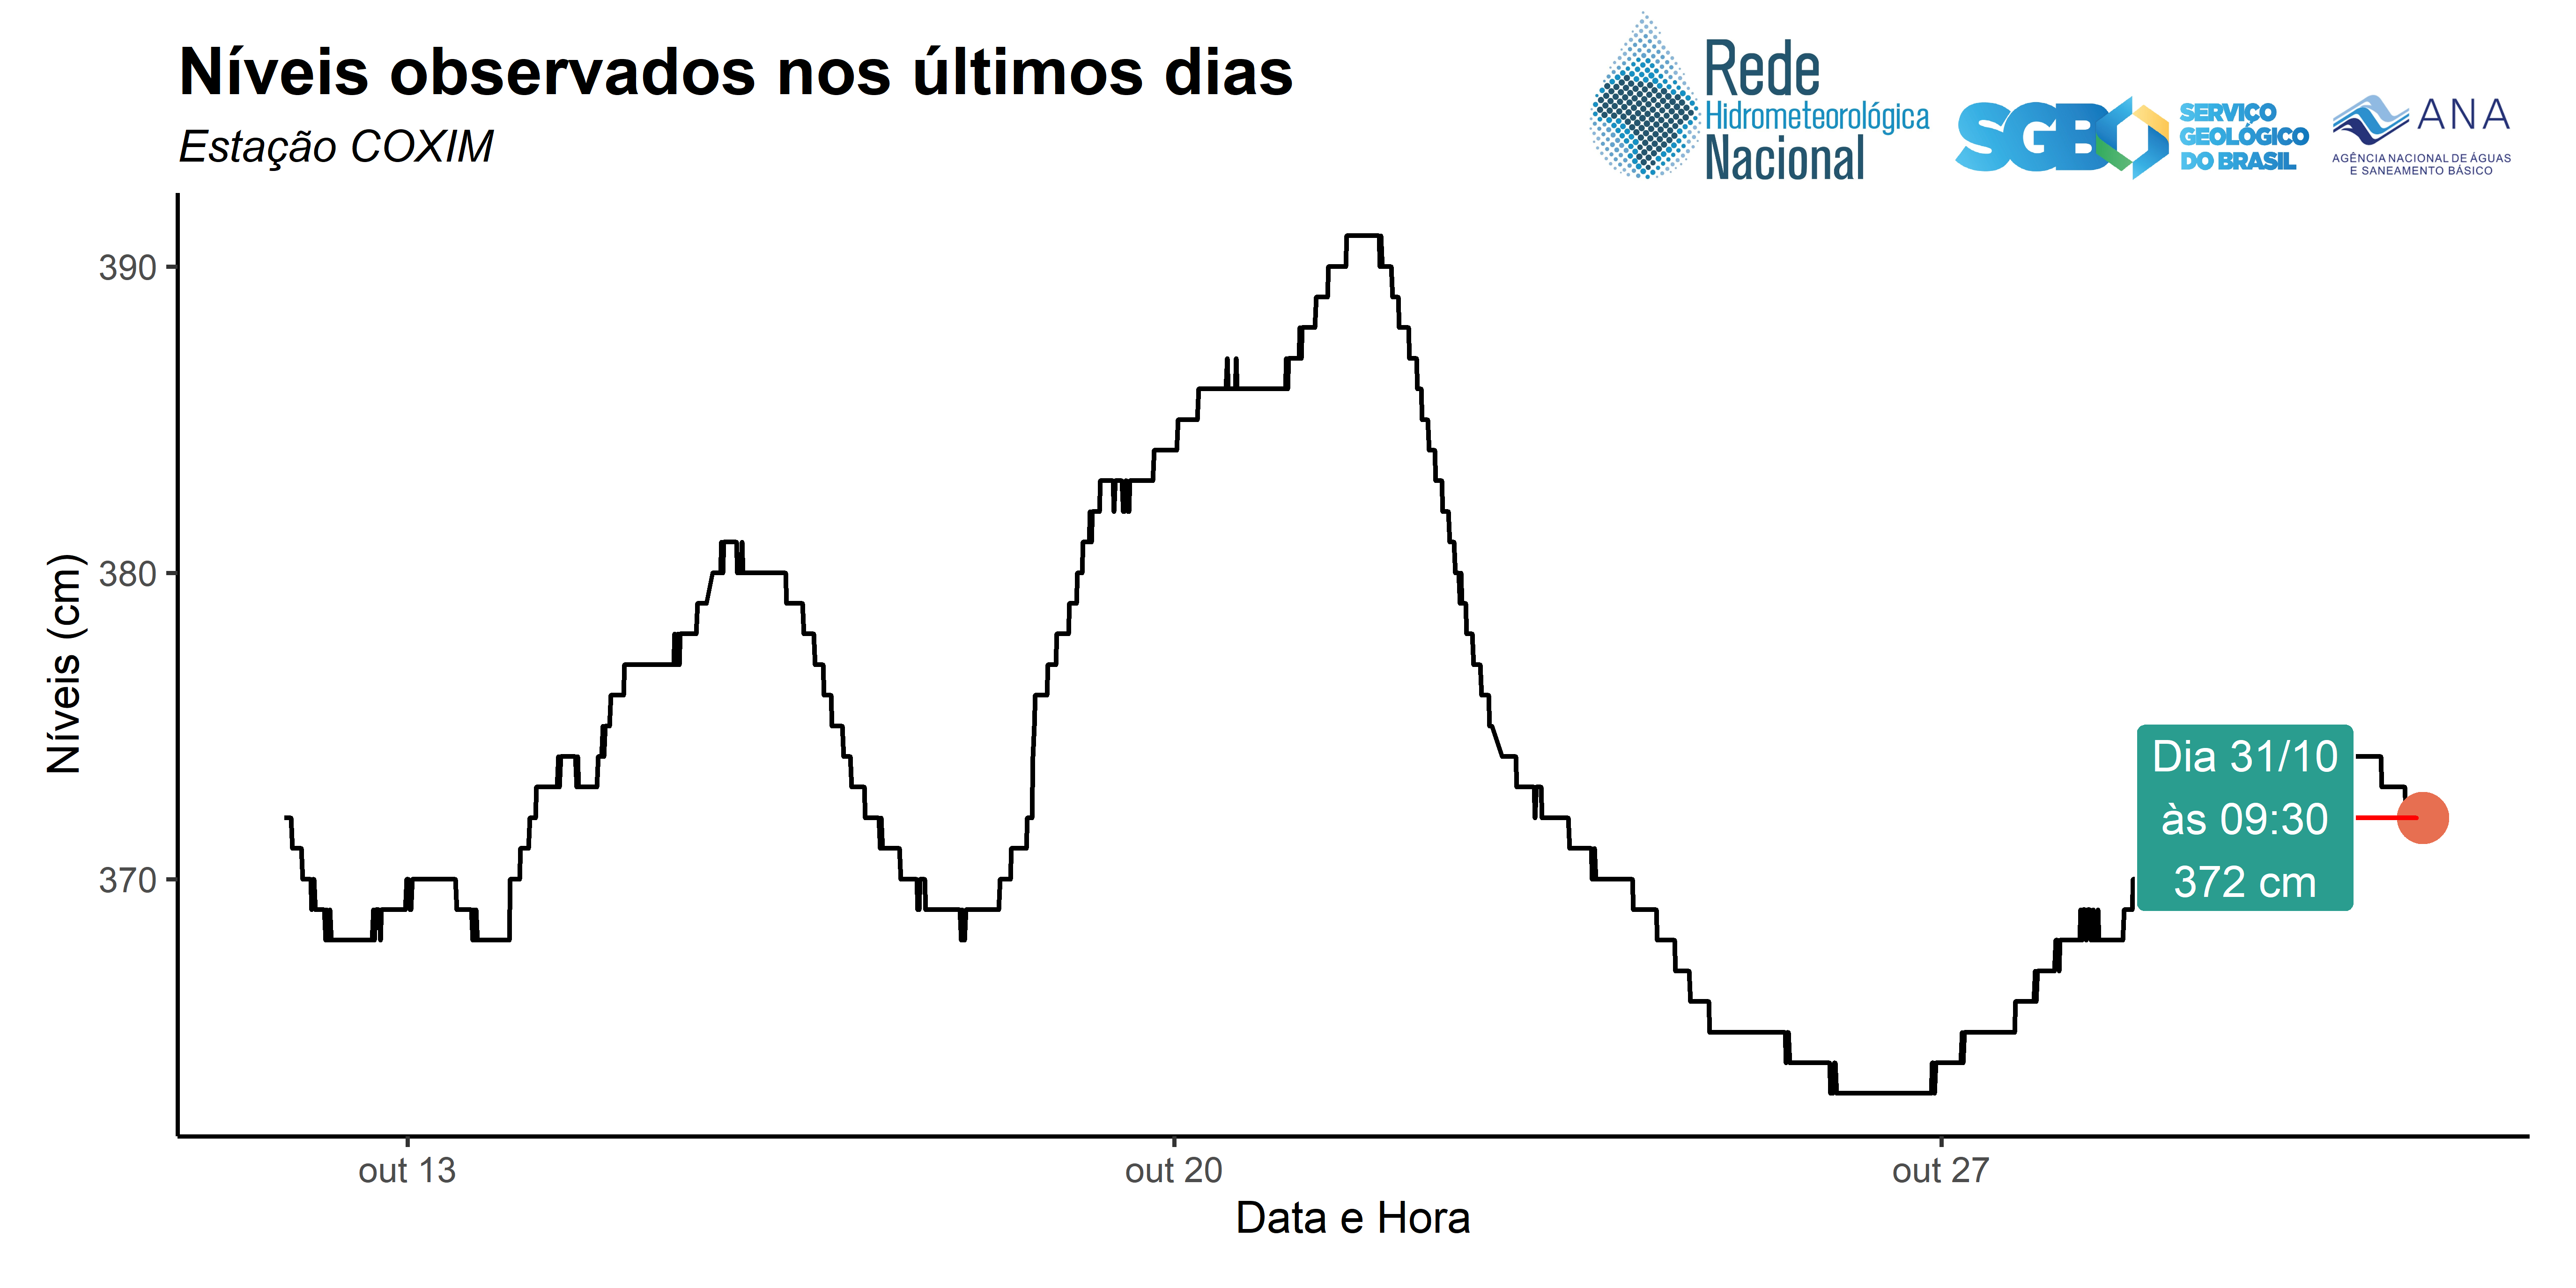 Níveis observados nos últimos dias
Estação COXIM
Rede
Hidrometeorológica
Nacional
SGB
SERVIÇO
GEOLÓGICO
DO BRASIL
ANA
AGÊNCIA NACIONAL DE ÁGUAS
E SANEAMENTO BÁSICO
Níveis (cm)
390
380
370
Dia 31/10
às 09:30
372 cm
out 13
out 20
out 27
Data e Hora